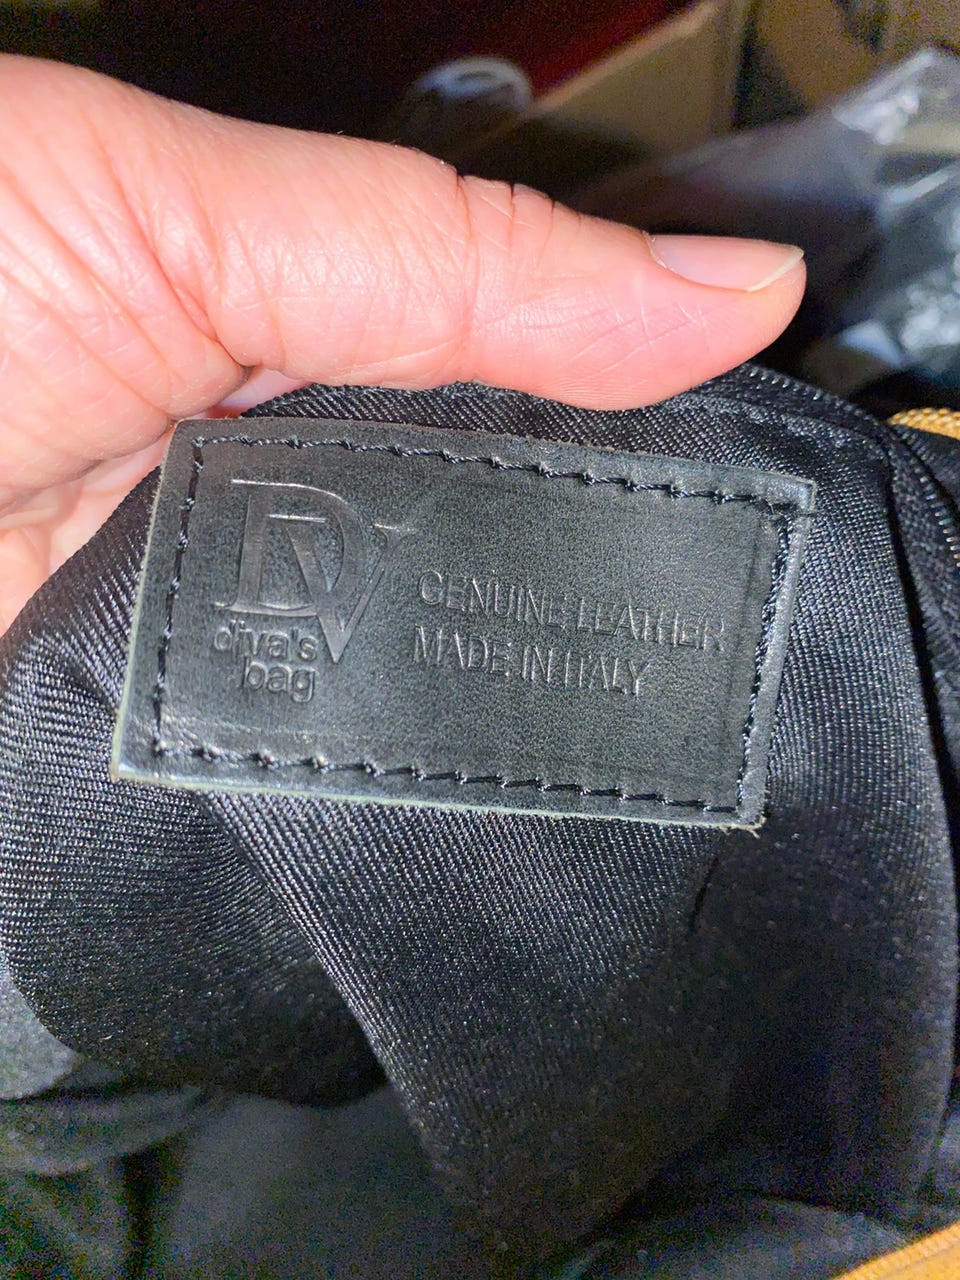 DV
diva's
bag
GENUINE LEATHER
MADE IN ITALY